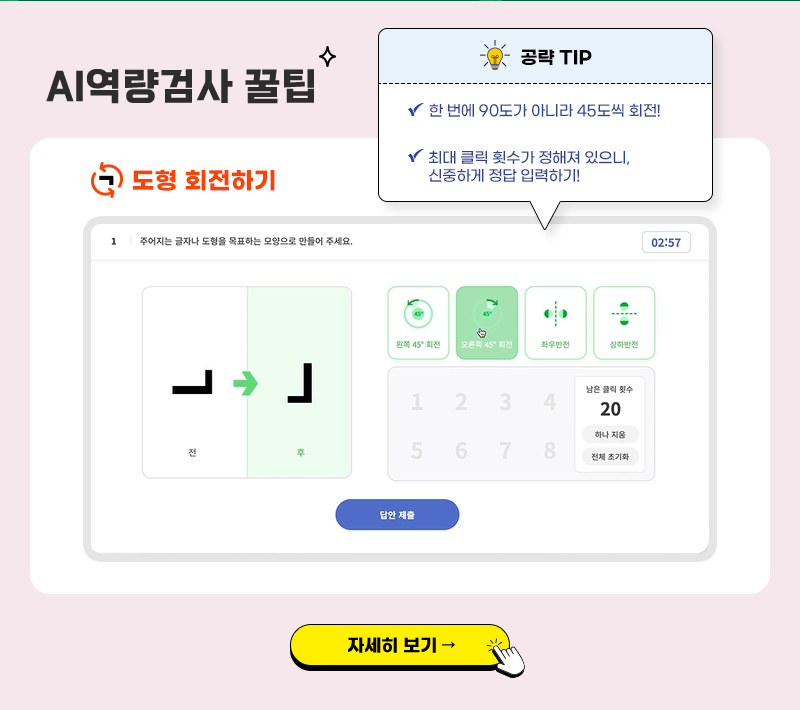 AI역량검사 꿀팁
공략 TIP
한 번에 90도가 아니라 45도씩 회전!
최대 클릭 횟수가 정해져 있으니,
신중하게 정답 입력하기!
도형 회전하기
1 주어지는 글자나 도형을 목표하는 모양으로 만들어 주세요.
02:57
45° 45°
왼쪽 45° 회전 오른쪽 45° 회전 좌우반전 상하반전
전 후
1 2 3 4
5 6 7 8
남은 클릭 횟수
20
하나 지움
전체 초기화
답안 제출
자세히 보기→